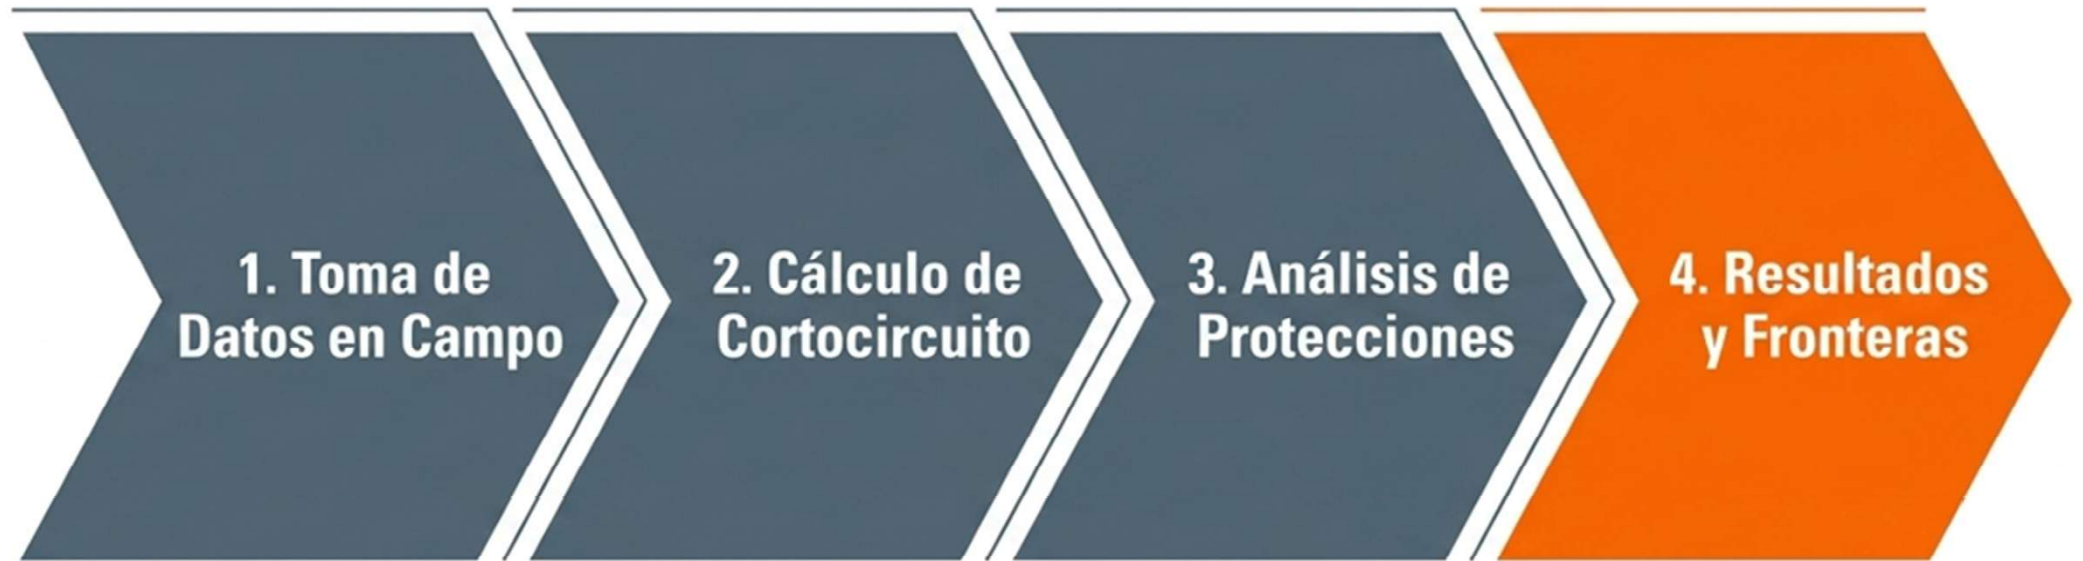 1. Toma de
Datos en Campo
2. Cálculo de
Cortocircuito
3. Análisis de
Protecciones
4. Resultados
y Fronteras